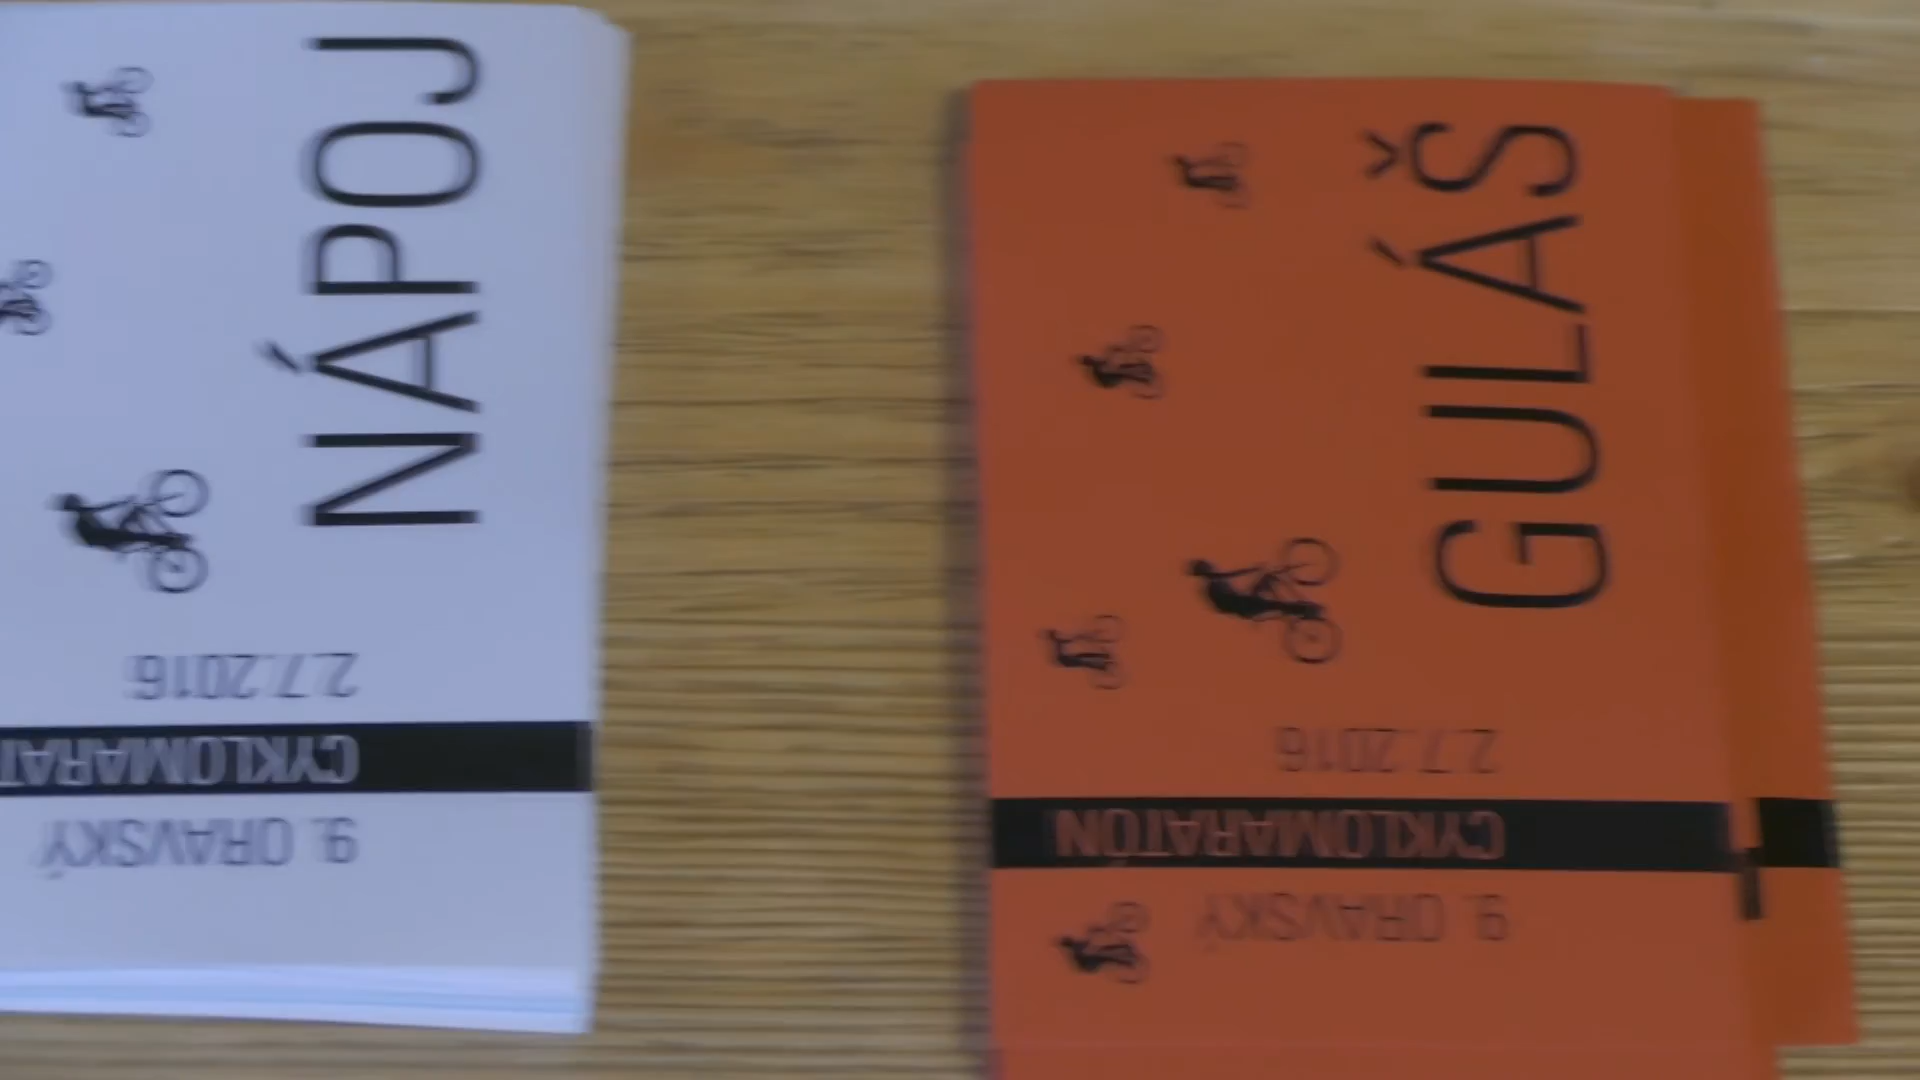 NÁPOJ
2.7.2016
CYKLOMARAT
9. ORAVSKÝ
GULÁŠ
2.7.2016
CYKLOMARATÓN
9. ORAVSKÝ